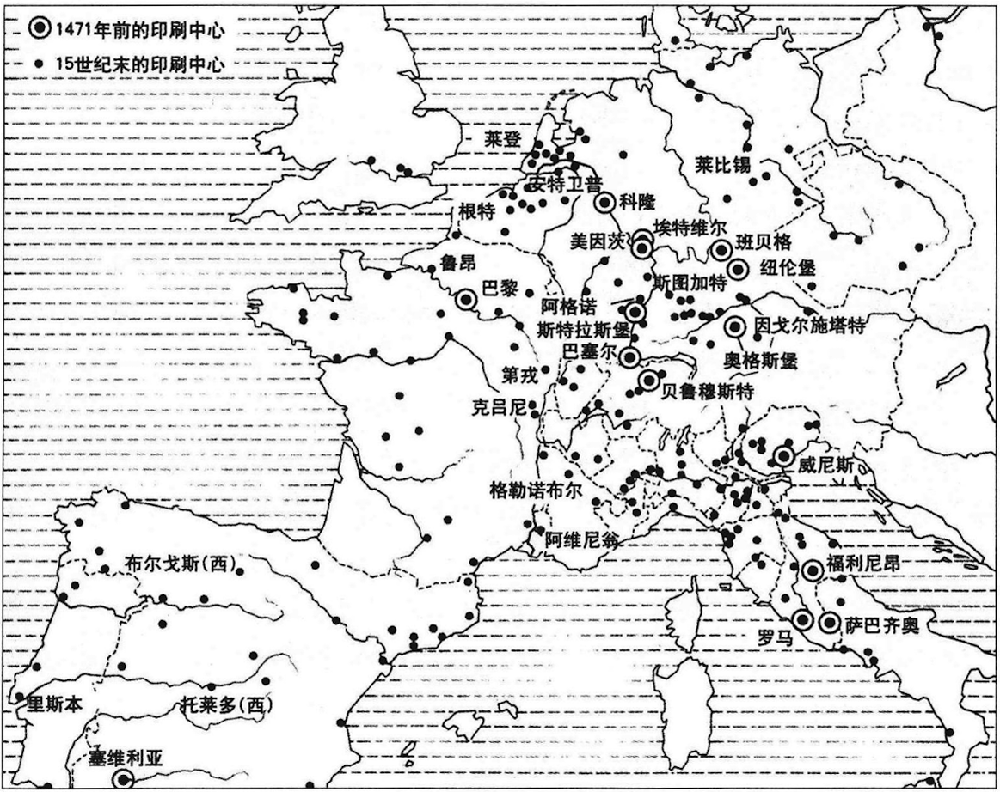 1471年前的印刷中心
15世纪末的印刷中心
莱登
莱比锡
安特卫普
科隆
根特
埃特维尔
美因茨
班贝格
鲁昂
纽伦堡
斯图加特
巴黎
阿格诺
因戈尔施塔特
斯特拉斯堡
巴塞尔
奥格斯堡
第戎
贝鲁穆斯特
克吕尼
威尼斯
格勒诺布尔
阿维尼翁
布尔戈斯(西)
福利尼昂
罗马
萨巴齐奥
里斯本
托莱多(西)
塞维利亚